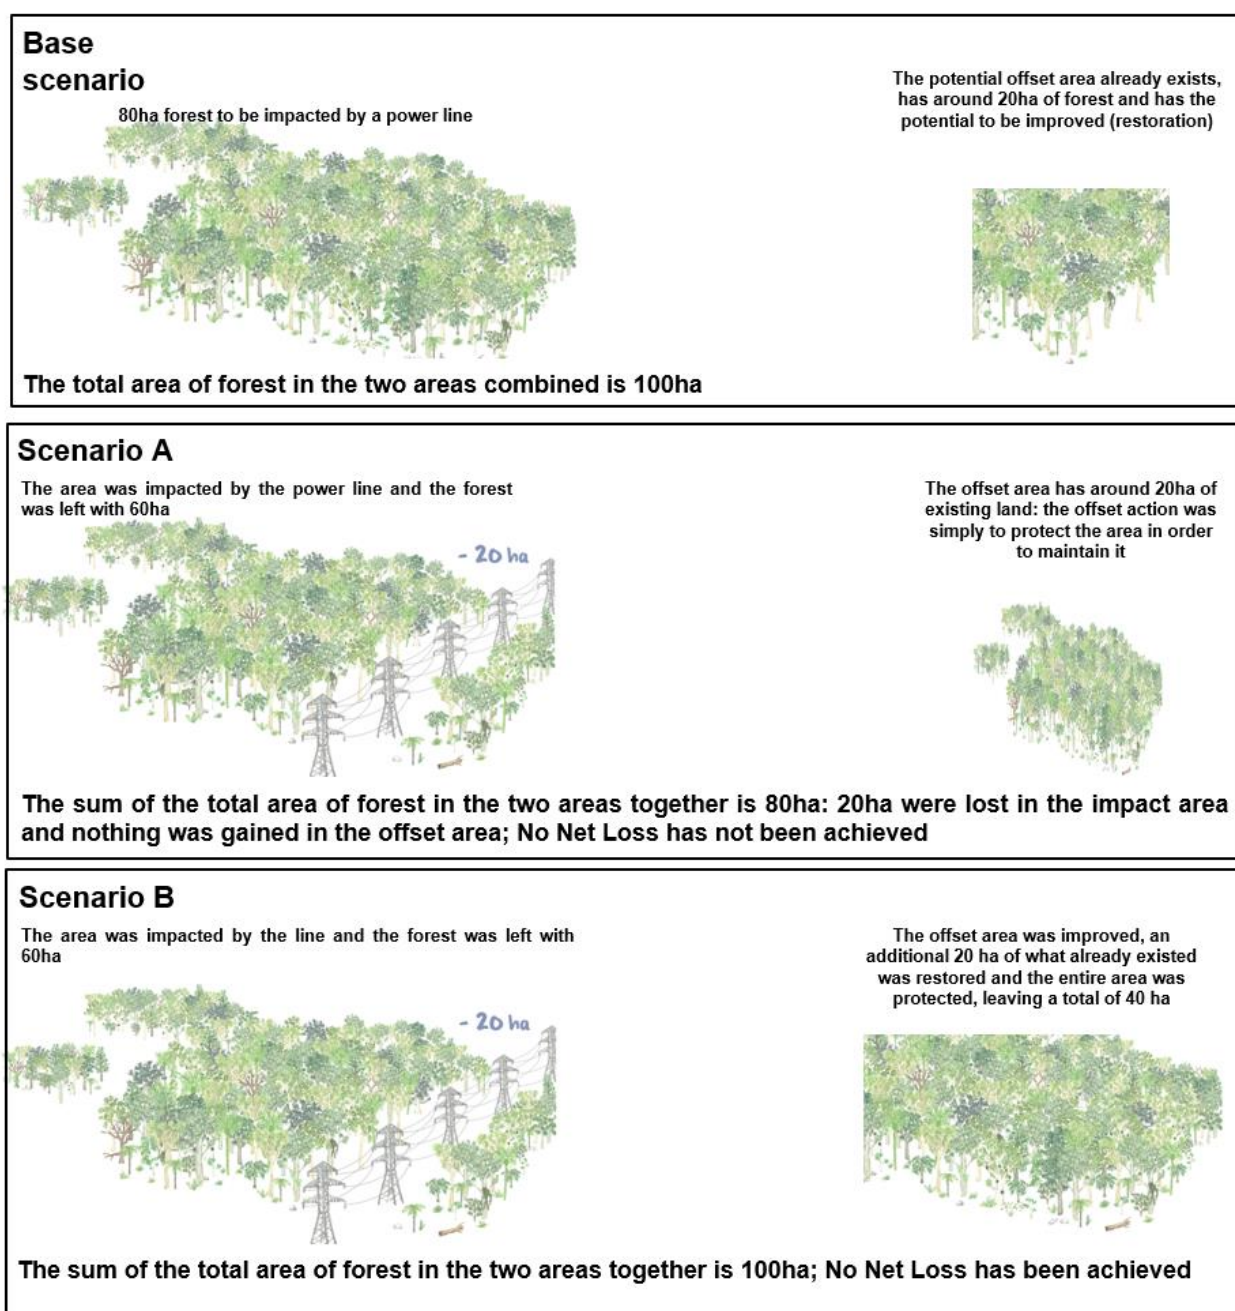 Base
scenario
80ha forest to be impacted by a power line
The potential offset area already exists,
has around 20ha of forest and has the
potential to be improved (restoration)
The total area of forest in the two areas combined is 100ha
Scenario A
The area was impacted by the power line and the forest
was left with 60ha
- 20 ha
The offset area has around 20ha of
existing land: the offset action was
simply to protect the area in order
to maintain it
The sum of the total area of forest in the two areas together is 80ha: 20ha were lost in the impact area
and nothing was gained in the offset area; No Net Loss has not been achieved
Scenario B
The area was impacted by the line and the forest was left with
60ha
- 20 ha
The offset area was improved, an
additional 20 ha of what already existed
was restored and the entire area was
protected, leaving a total of 40 ha
The sum of the total area of forest in the two areas together is 100ha; No Net Loss has been achieved